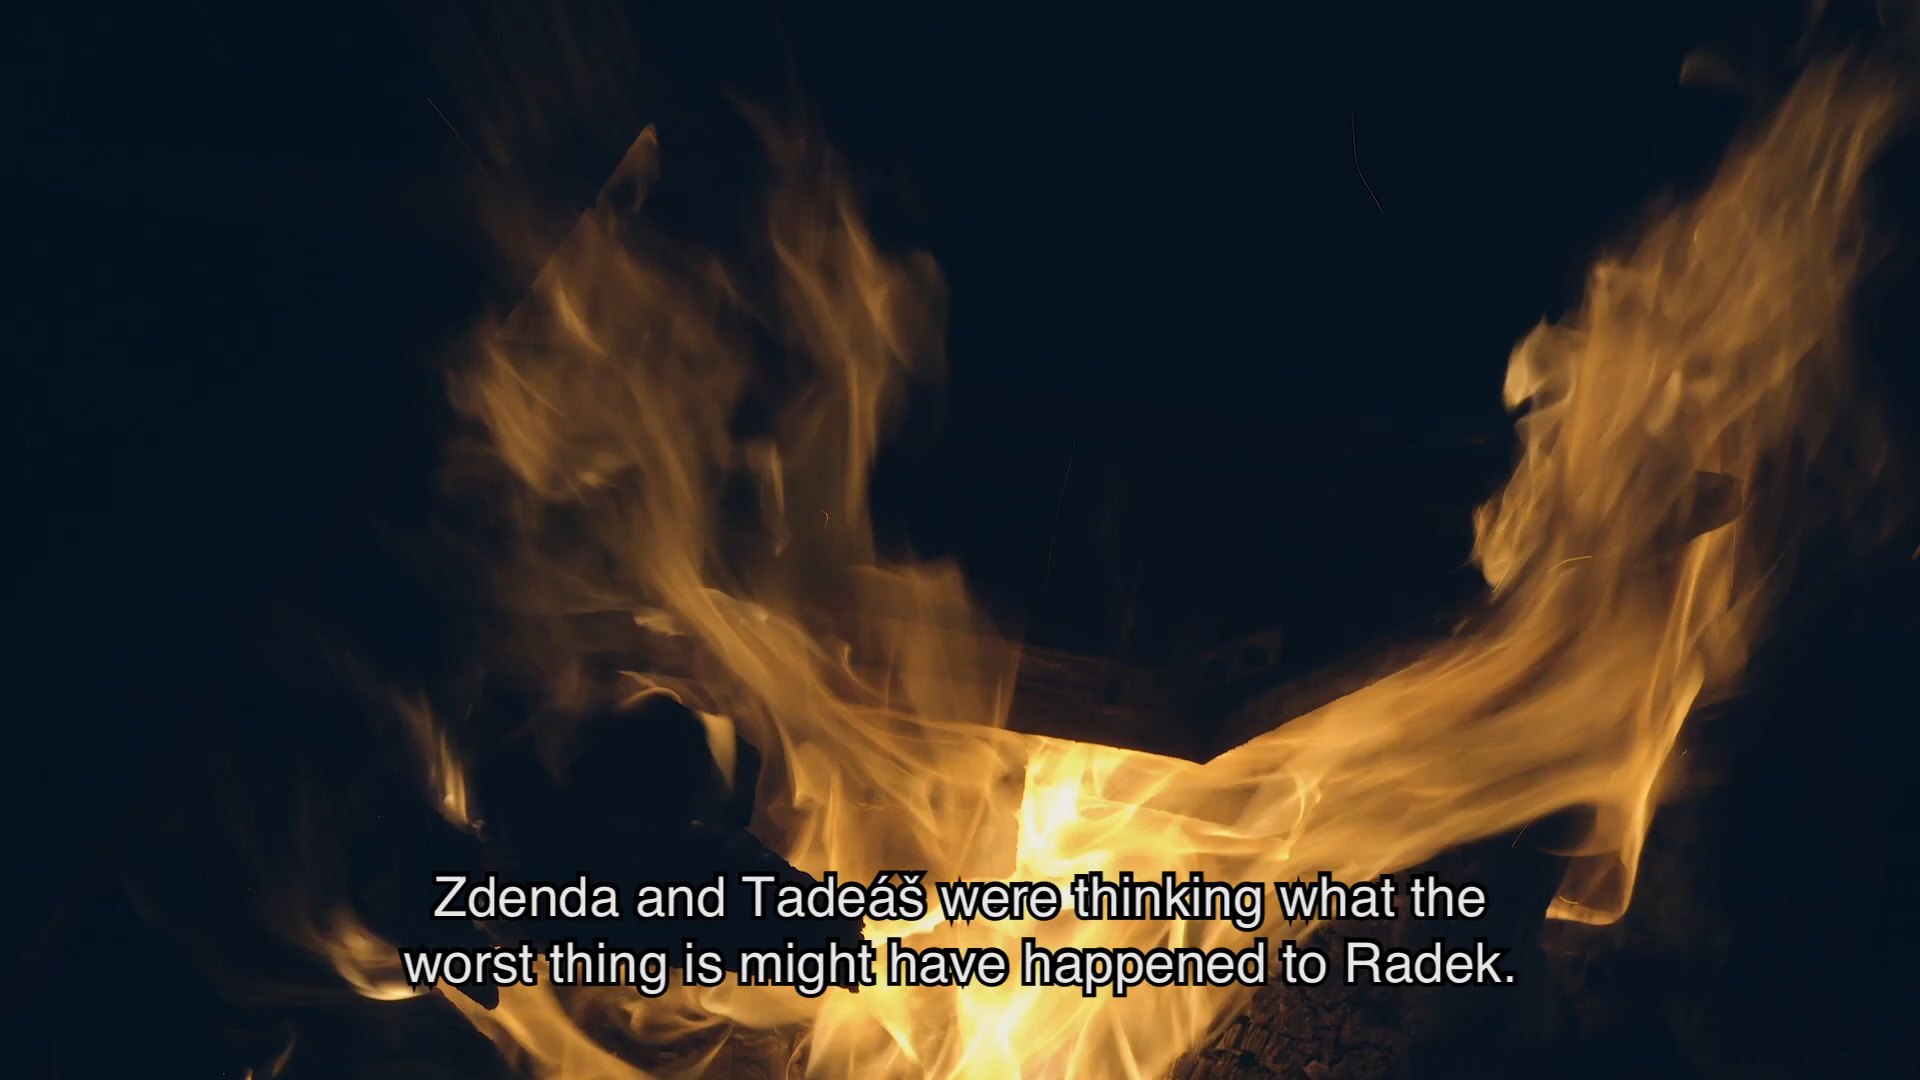 Zdenda and Tadeáš were thinking what the
worst thing is might have happened to Radek.